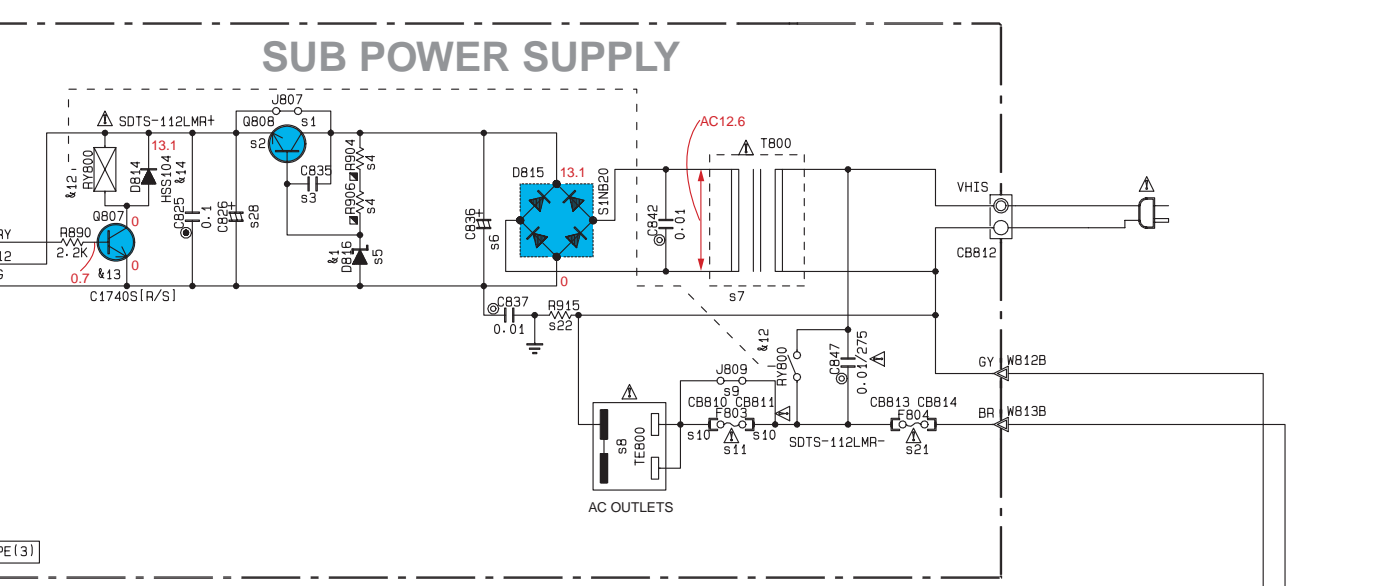 SUB POWER SUPPLY
J807
SDTS-112LMR+
Q808
s1
s2
13.1
AC12.6
T800
&12
RY800
D814
HSS104
&14
C835
s3
R904
s4
R906
s4
D815
13.1
S1NB20
VHIS
C825
0.1
C826
s28
C836
s6
C842
0.01
Q807
0
R890
2.2K
0.7
0
&13
C1740S[R/S]
&1
D816
s5
0
s7
CB812
RY
12
G
C837
0.01
R915
s22
&12
RY800
C847
0.01/275
GY
W812B
J809
s9
CB810 CB811
F803
s10
s11
s10
CB813 CB814
F804
s21
BR
W813B
SDTS-112LMR-
s8
TE800
AC OUTLETS
PE(3)